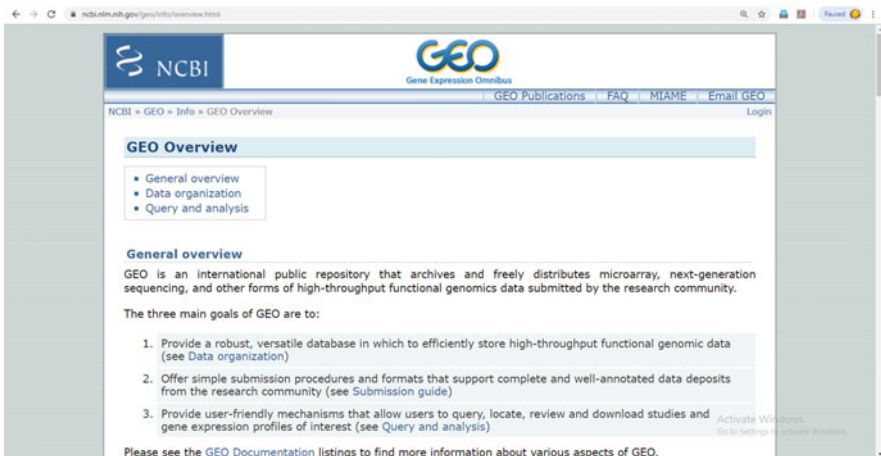 ncbi.nlm.nih.gov/geo/info/overview.html
Paused
NCBI
GEO
Gene Expression Omnibus
GEO Publications | FAQ | MIAME | Email GEO
NCBI » GEO » Info » GEO Overview
Login
GEO Overview
General overview
Data organization
Query and analysis
General overview
GEO is an international public repository that archives and freely distributes microarray, next-generation
sequencing, and other forms of high-throughput functional genomics data submitted by the research community.
The three main goals of GEO are to:
1. Provide a robust, versatile database in which to efficiently store high-throughput functional genomic data
(see Data organization)
2. Offer simple submission procedures and formats that support complete and well-annotated data deposits
from the research community (see Submission guide)
3. Provide user-friendly mechanisms that allow users to query, locate, review and download studies and
gene expression profiles of interest (see Query and analysis)
Activate Windows
Go to Settings to activate Windows.
Please see the GEO Documentation listings to find more information about various aspects of GEO.